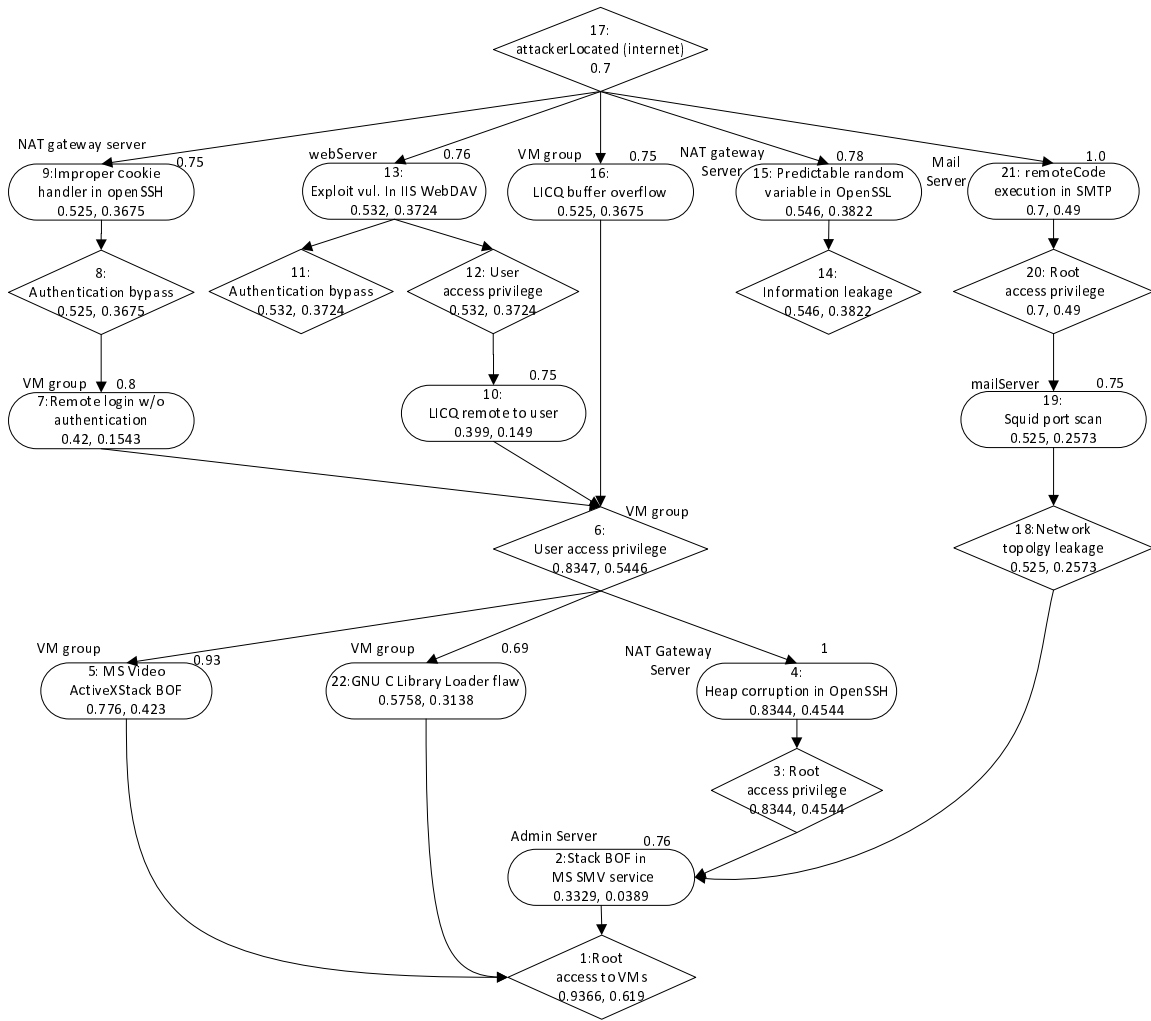 17:
attackerLocated (internet)
0.7
NAT gateway server
0.75
9:Improper cookie
handler in openSSH
0.525, 0.3675
webServer
0.76
13:
Exploit vul. In IIS WebDAV
0.532, 0.3724
VM group
0.75
16:
LICQ buffer overflow
0.525, 0.3675
NAT gateway
Server
0.78
15: Predictable random
variable in OpenSSL
0.546, 0.3822
Mail
Server
1.0
21: remoteCode
execution in SMTP
0.7, 0.49
8:
Authentication bypass
0.525, 0.3675
11:
Authentication bypass
0.532, 0.3724
12: User
access privilege
0.532, 0.3724
14:
Information leakage
0.546, 0.3822
20: Root
access privilege
0.7, 0.49
VM group
0.8
7:Remote login w/o
authentication
0.42, 0.1543
0.75
10:
LICQ remote to user
0.399, 0.149
mailServer
0.75
19:
Squid port scan
0.525, 0.2573
VM group
6:
User access privilege
0.8347, 0.5446
18:Network
topolgy leakage
0.525, 0.2573
VM group
0.93
5: MS Video
ActiveXStack BOF
0.776, 0.423
VM group
0.69
22:GNU C Library Loader flaw
0.5758, 0.3138
NAT Gateway
Server
1
4:
Heap corruption in OpenSSH
0.8344, 0.4544
3: Root
access privilege
0.8344, 0.4544
Admin Server
0.76
2:Stack BOF in
MS SMV service
0.3329, 0.0389
1:Root
access to VMs
0.9366, 0.619